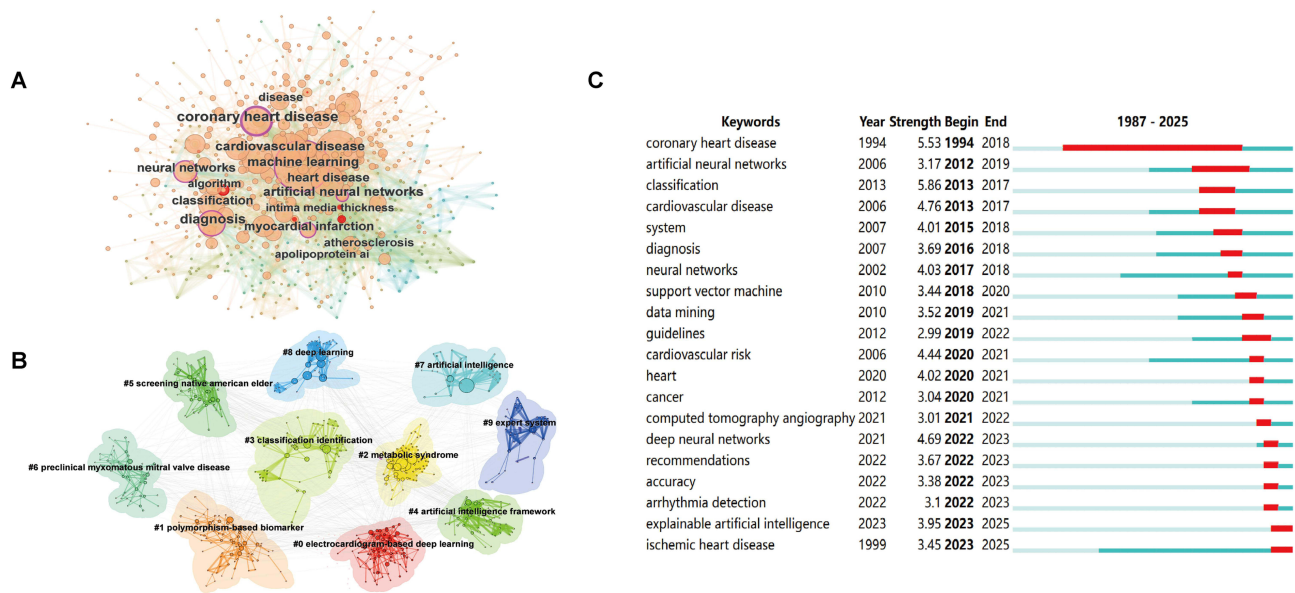 A
disease
coronary heart disease
cardiovascular disease
machine learning
neural networks
heart disease
algorithm
artificial neural networks
classification
intima media thickness
diagnosis
myocardial infarction
atherosclerosis
apolipoprotein ai
B
#8 deep learning
#7 artificial intelligence
#5 screening native american elder
#9 expert system
#3 classification identification
#2 metabolic syndrome
#6 preclinical myxomatous mitral valve disease
#4 artificial intelligence framework
#1 polymorphism-based biomarker
#0 electrocardiogram-based deep learning
C
Keywords Year Strength Begin End 1987 - 2025
coronary heart disease 1994 5.53 1994 2018
artificial neural networks 2006 3.17 2012 2019
classification 2013 5.86 2013 2017
cardiovascular disease 2006 4.76 2013 2017
system 2007 4.01 2015 2018
diagnosis 2007 3.69 2016 2018
neural networks 2002 4.03 2017 2018
support vector machine 2010 3.44 2018 2020
data mining 2010 3.52 2019 2021
guidelines 2012 2.99 2019 2022
cardiovascular risk 2006 4.44 2020 2021
heart 2020 4.02 2020 2021
cancer 2012 3.04 2020 2021
computed tomography angiography 2021 3.01 2021 2022
deep neural networks 2021 4.69 2022 2023
recommendations 2022 3.67 2022 2023
accuracy 2022 3.38 2022 2023
arrhythmia detection 2022 3.1 2022 2023
explainable artificial intelligence 2023 3.95 2023 2025
ischemic heart disease 1999 3.45 2023 2025